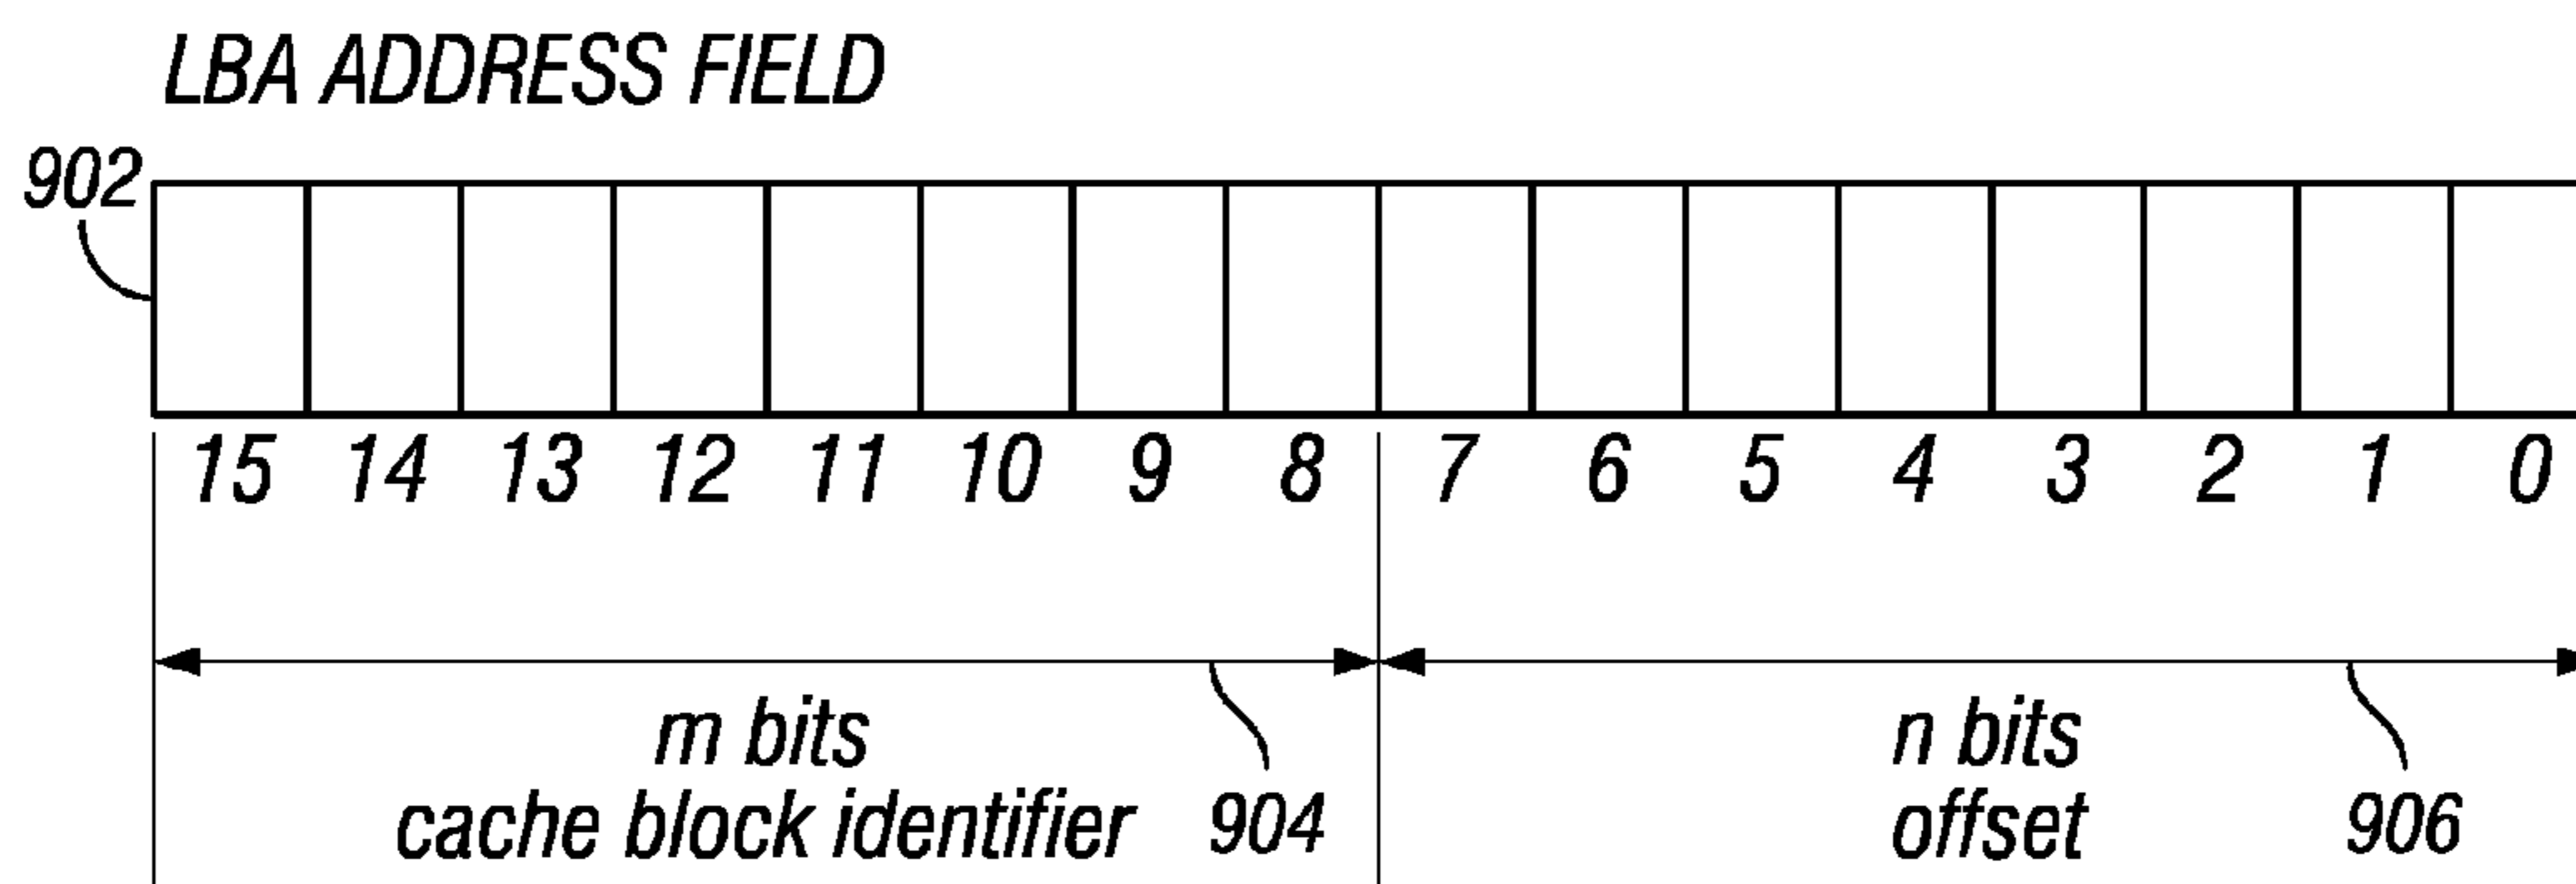 LBA ADDRESS FIELD
902
15 14 13 12 11 10 9 8 7 6 5 4 3 2 1 0
m bits
cache block identifier
904
n bits
offset
906